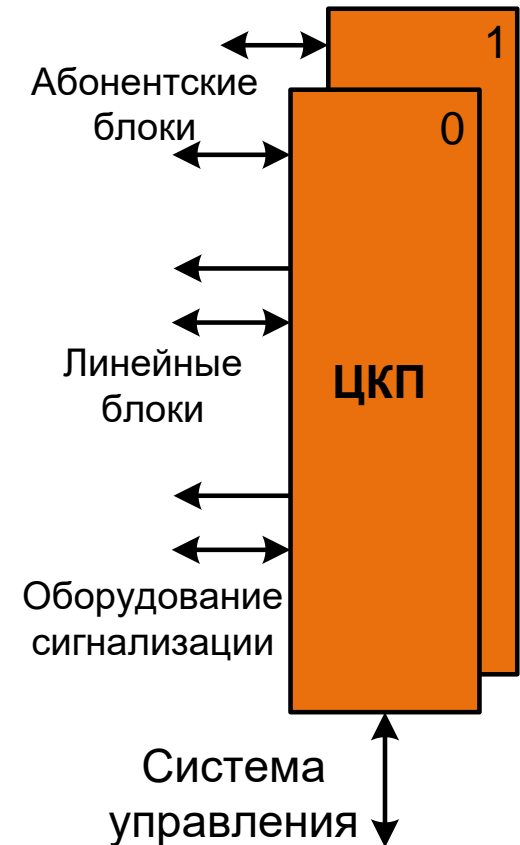 1
Абонентские
блоки
0
Линейные
блоки
ЦКП
Оборудование
сигнализации
Система
управления